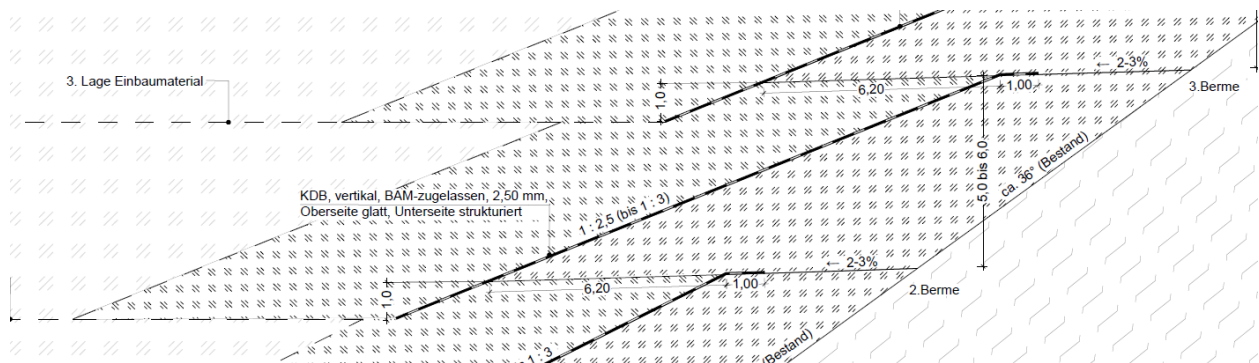 ← 2-3%
3. Lage Einbaumaterial
3.Berme
1,0
6,20
1,00
5,0 bis 6,0
ca. 36° (Bestand)
KDB, vertikal, BAM-zugelassen, 2,50 mm,
Oberseite glatt, Unterseite strukturiert
1 : 2,5 (bis 1 : 3)
← 2-3%
2.Berme
1,0
6,20
1,00
1 : 3
(Bestand)